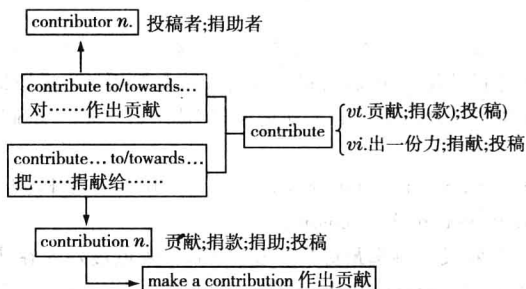 contributor n. 投稿者;捐助者
contribute to/towards…
对……作出贡献
contribute
vt.贡献;捐(款);投(稿)
vi.出一份力;捐献;投稿
contribute… to/towards…
把……捐献给……
contribution n. 贡献;捐款;捐助;投稿
make a contribution 作出贡献